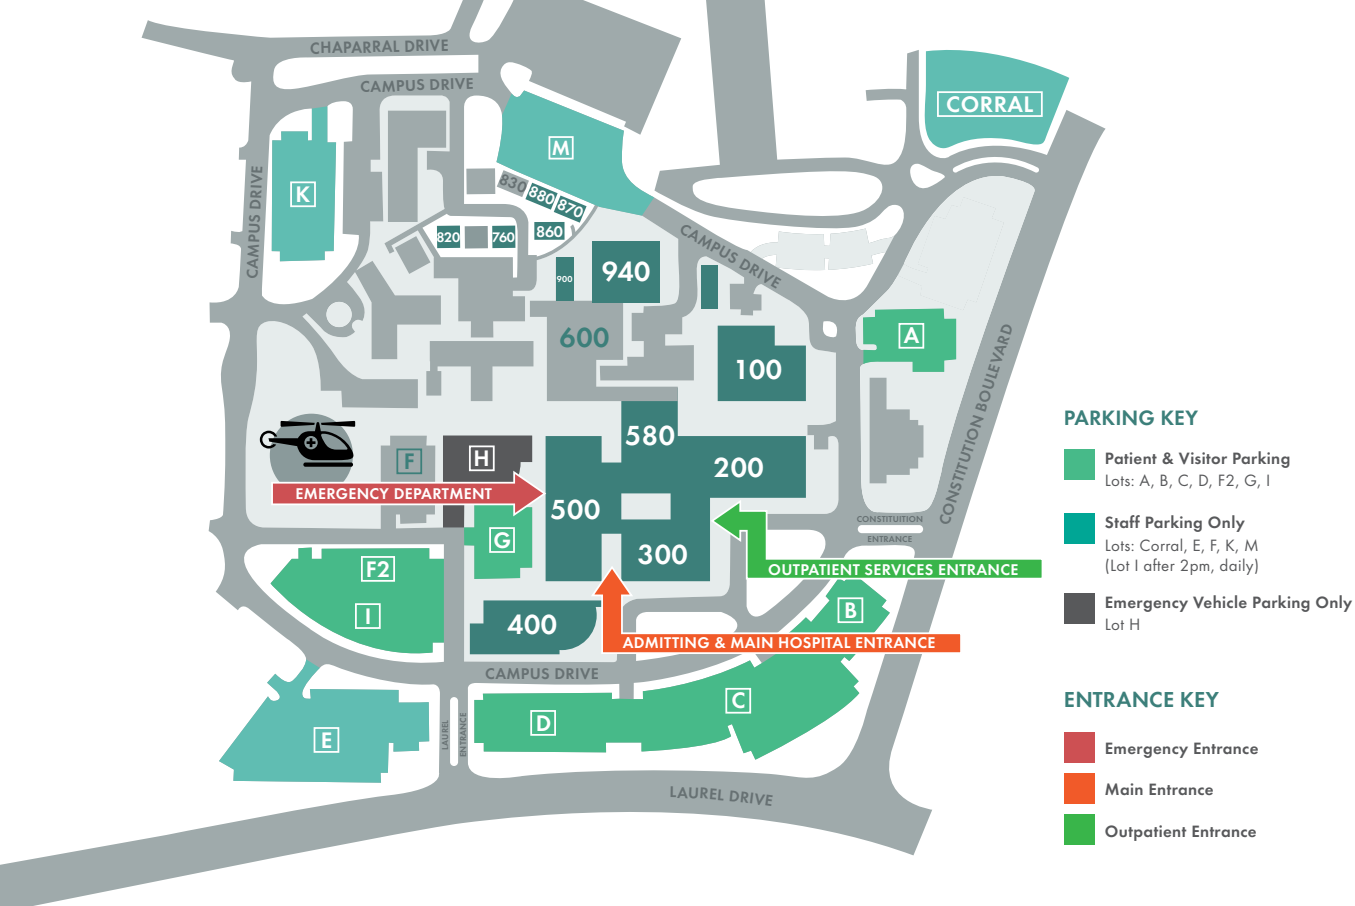 CHAPARRAL DRIVE
CAMPUS DRIVE
CORRAL
M
K
CAMPUS DRIVE
830
880
870
860
820
760
CAMPUS DRIVE
900
940
600
A
100
CONSTITUTION BOULEVARD
580
F
H
200
EMERGENCY DEPARTMENT
500
G
300
CONSTITUTION
ENTRANCE
OUTPATIENT SERVICES ENTRANCE
F2
I
400
B
ADMITTING & MAIN HOSPITAL ENTRANCE
CAMPUS DRIVE
C
D
E
LAUREL
ENTRANCE
LAUREL DRIVE
PARKING KEY
Patient & Visitor Parking
Lots: A, B, C, D, F2, G, I
Staff Parking Only
Lots: Corral, E, F, K, M
(Lot I after 2pm, daily)
Emergency Vehicle Parking Only
Lot H
ENTRANCE KEY
Emergency Entrance
Main Entrance
Outpatient Entrance